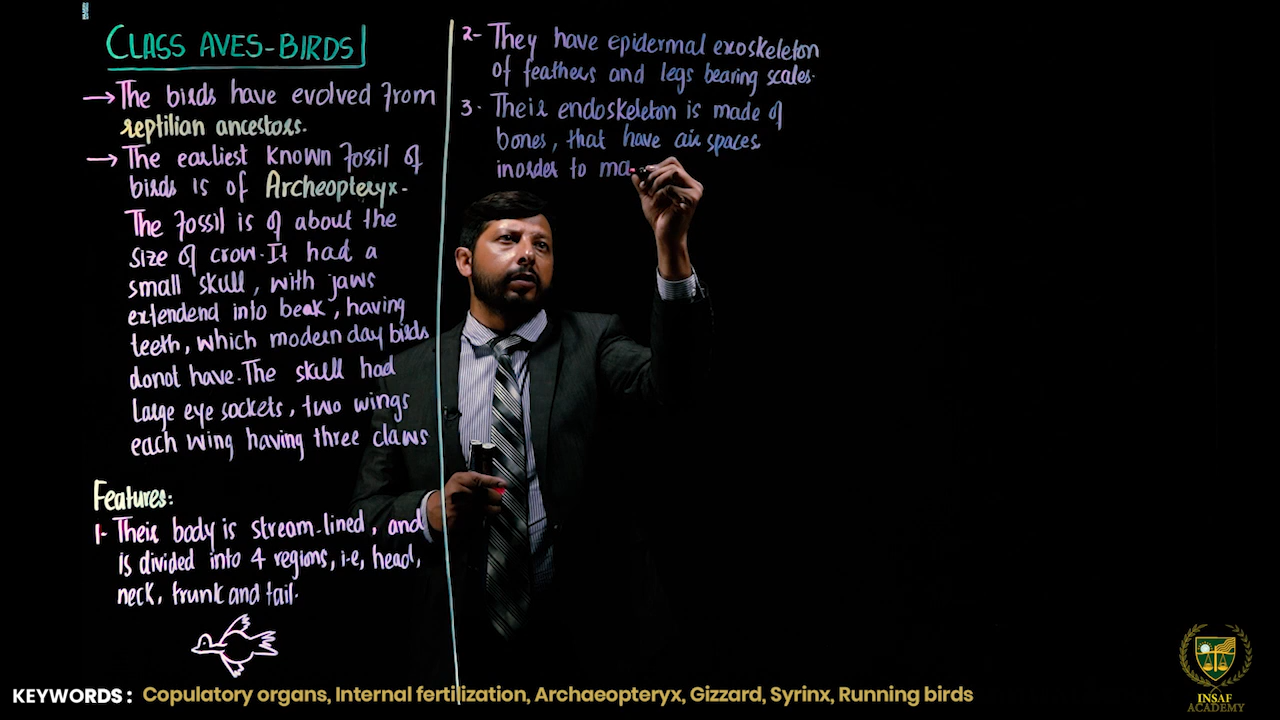 CLASS AVES-BIRDS
→ The birds have evolved from
reptilian ancestors.
→ The earliest known fossil of
birds is of Archeopteryx.
The fossil is of about the
size of crow. It had a
small skull, with jaws
extendend into beak, having
teeth, which modern day birds
donot have. The skull had
large eye sockets, two wings
each wing having three claws
Features:
1- Their body is stream-lined, and
is divided into 4 regions, i-e, head,
neck, trunk and tail.
2- They have epidermal exoskeleton
of feathers and legs bearing scales.
3- Their endoskeleton is made of
bones, that have air spaces
inorder to ma
KEYWORDS : Copulatory organs, Internal fertilization, Archaeopteryx, Gizzard, Syrinx, Running birds
INSAF
ACADEMY